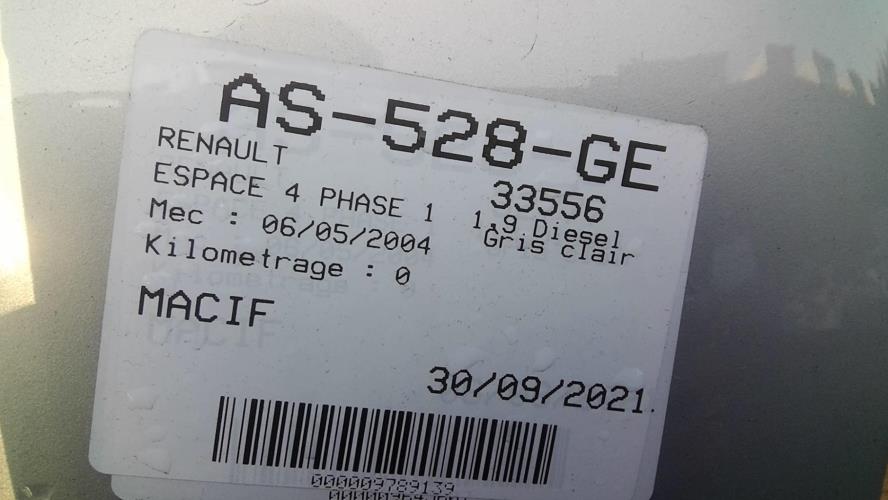 AS-528-GE
RENAULT
33556
ESPACE 4 PHASE 1
1.9 Diesel
Mec : 06/05/2004
Gris clair
Kilometrage : 0
MACIF
30/09/2021.
000009789139